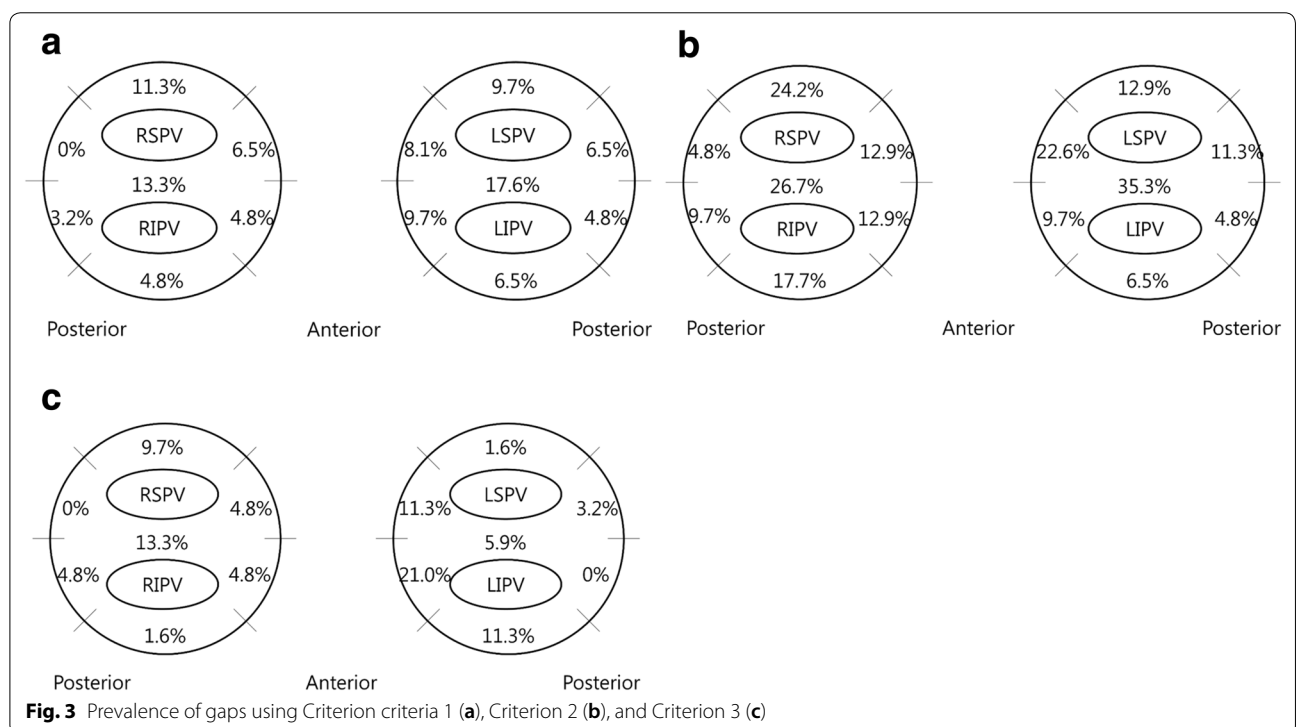 a
11.3% 9.7%
RSPV LSPV
0% 6.5% 8.1% 6.5%
13.3% 17.6%
3.2% 4.8% 9.7% 4.8%
RIPV LIPV
4.8% 6.5%
Posterior Anterior Posterior
b
24.2% 12.9%
RSPV LSPV
4.8% 12.9% 22.6% 11.3%
26.7% 35.3%
9.7% 12.9% 9.7% 4.8%
RIPV LIPV
17.7% 6.5%
Posterior Anterior Posterior
c
9.7% 1.6%
RSPV LSPV
0% 4.8% 11.3% 3.2%
13.3% 5.9%
4.8% 4.8% 21.0% 0%
RIPV LIPV
1.6% 11.3%
Posterior Anterior Posterior
Fig. 3 Prevalence of gaps using Criterion criteria 1 (a), Criterion 2 (b), and Criterion 3 (c)